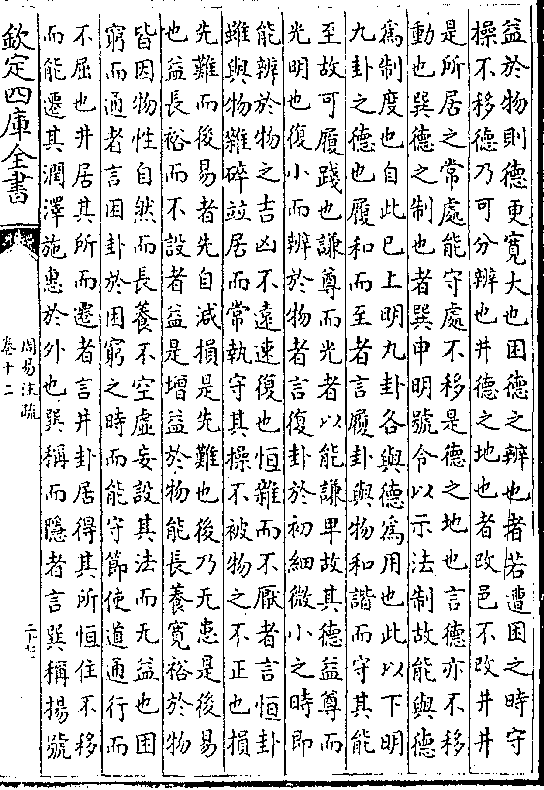 益於物則德更寬大也困德之辨也者若遭困之時守
操不移德乃可分辨也井德之地也者改邑不改井井
是所居之常處能守處不移是德之地也言德亦不移
動也巽德之制也者巽申明號令以示法制故能與德
爲制度也自此已上明九卦各與德爲用也此以下明
九卦之德也履和而至者言履卦與物和諧而守其能
至故可履踐也謙尊而光者以能謙卑故其德益尊而
光明也復小而辨於物者言復卦於初細微小之時即
能辨於物之吉凶不遠速復也恒雜而不厭者言恒卦
雖與物雜碎竝居而常執守其操不被物之不正也損
先難而後易者先自減損是先難也後乃无患是後易
也益長裕而不設者益是增益於物能長養寬裕於物
皆因物性自然而長養不空虛妄設其法而无益也困
窮而通者言困卦於困窮之時而能守節使道通行而
不屈也井居其所而遷者言井卦居得其所恒住不移
而能遷其潤澤施惠於外也巽稱而隱者言巽稱揚號
欽定四庫全書
周易注疏
卷十二
二十七